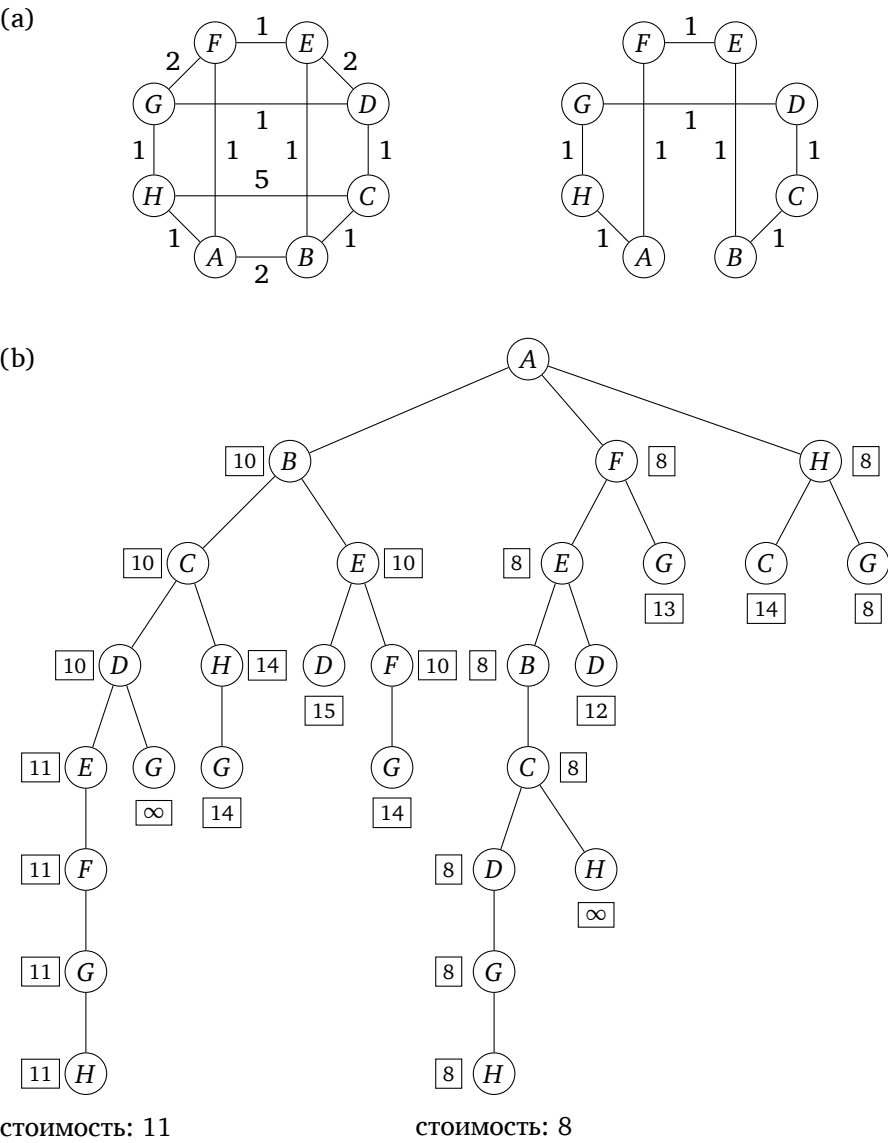 (a)
F 1 E F 1 E
2 2
G D G D
1 1
1 1 1 1 1 1 1 1
5
H C H C
1 1 1 1
A 2 B A B
(b)
A
10 B F 8 H 8
10 C E 10 8 E G C G
13 14 8
10 D H 14 D F 10 8 B D
15 12
11 E G G G C 8
∞ 14 14
11 F 8 D H
∞
11 G 8 G
11 H 8 H
стоимость: 11 стоимость: 8